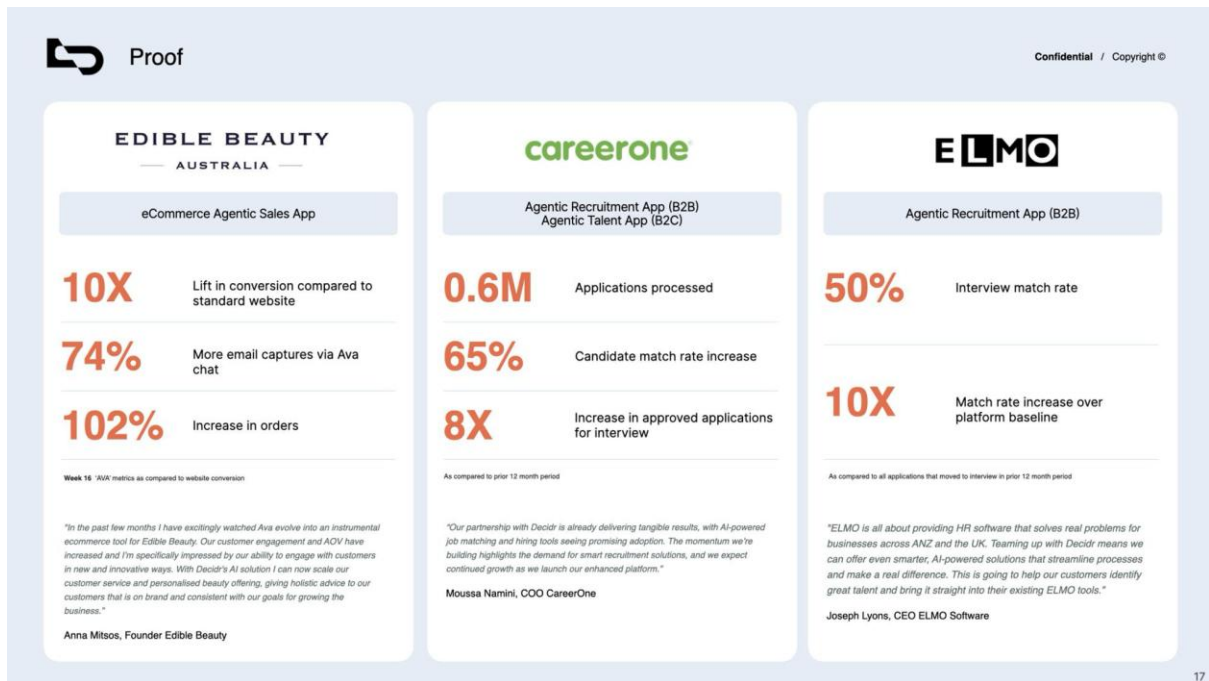 Proof
Confidential / Copyright ©
EDIBLE BEAUTY
AUSTRALIA
eCommerce Agentic Sales App
10X
Lift in conversion compared to
standard website
74%
More email captures via Ava
chat
102%
Increase in orders
Week 16 'AVA' metrics as compared to website conversion
"In the past few months I have excitingly watched Ava evolve into an instrumental
ecommerce tool for Edible Beauty. Our customer engagement and AOV have
increased and I'm specifically impressed by our ability to engage with customers
in new and innovative ways. With Decidr's AI solution I can now scale our
customer service and personalised beauty offering, giving holistic advice to our
customers that is on brand and consistent with our goals for growing the
business."
Anna Mitsos, Founder Edible Beauty
careerone
Agentic Recruitment App (B2B)
Agentic Talent App (B2C)
0.6M
Applications processed
65%
Candidate match rate increase
8X
Increase in approved applications
for interview
As compared to prior 12 month period
"Our partnership with Decidr is already delivering tangible results, with AI-powered
job matching and hiring tools seeing promising adoption. The momentum we're
building highlights the demand for smart recruitment solutions, and we expect
continued growth as we launch our enhanced platform."
Moussa Namini, COO CareerOne
ELMO
Agentic Recruitment App (B2B)
50%
Interview match rate
10X
Match rate increase over
platform baseline
As compared to all applications that moved to interview in prior 12 month period
"ELMO is all about providing HR software that solves real problems for
businesses across ANZ and the UK. Teaming up with Decidr means we
can offer even smarter, AI-powered solutions that streamline processes
and make a real difference. This is going to help our customers identify
great talent and bring it straight into their existing ELMO tools."
Joseph Lyons, CEO ELMO Software
17